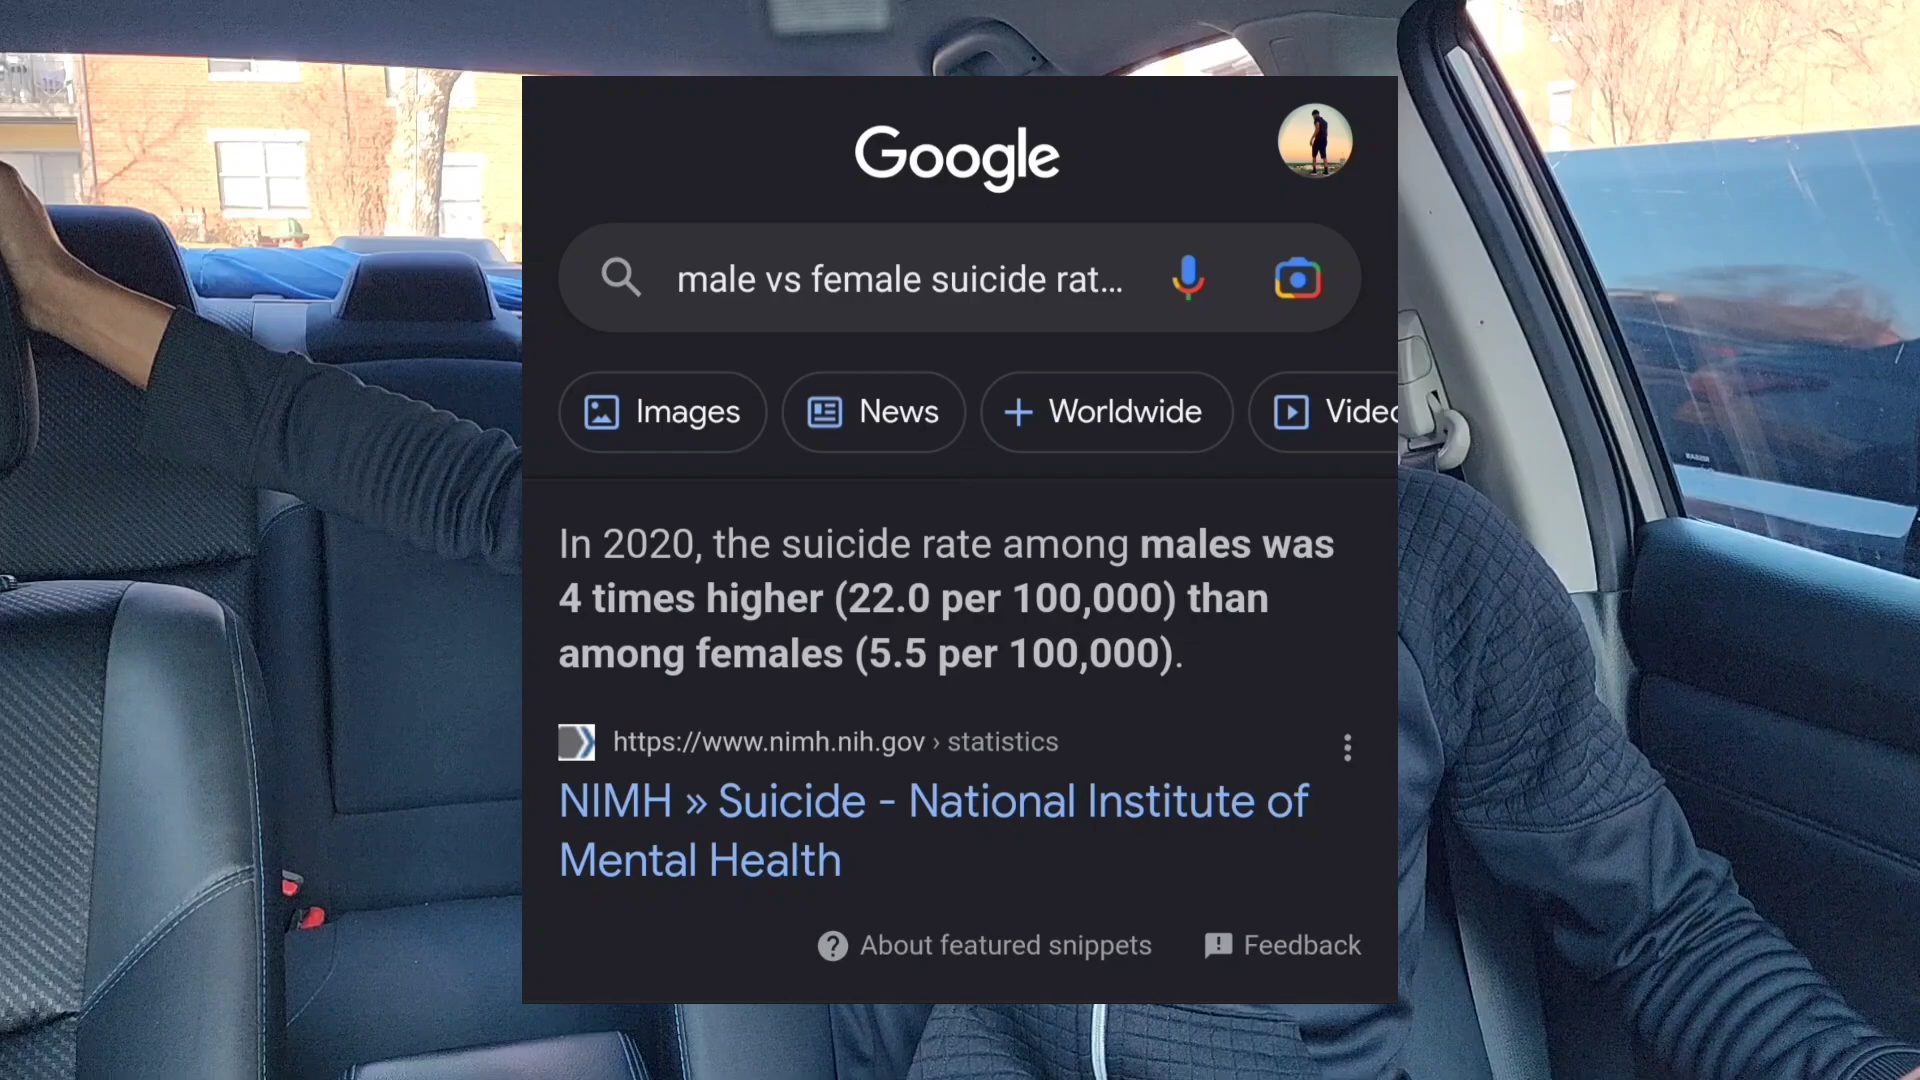 Google
male vs female suicide rat...
Images
News
Worldwide
In 2020, the suicide rate among males was
4 times higher (22.0 per 100,000) than
among females (5.5 per 100,000).
https://www.nimh.nih.gov › statistics
NIMH » Suicide - National Institute of
Mental Health
About featured snippets
Feedback